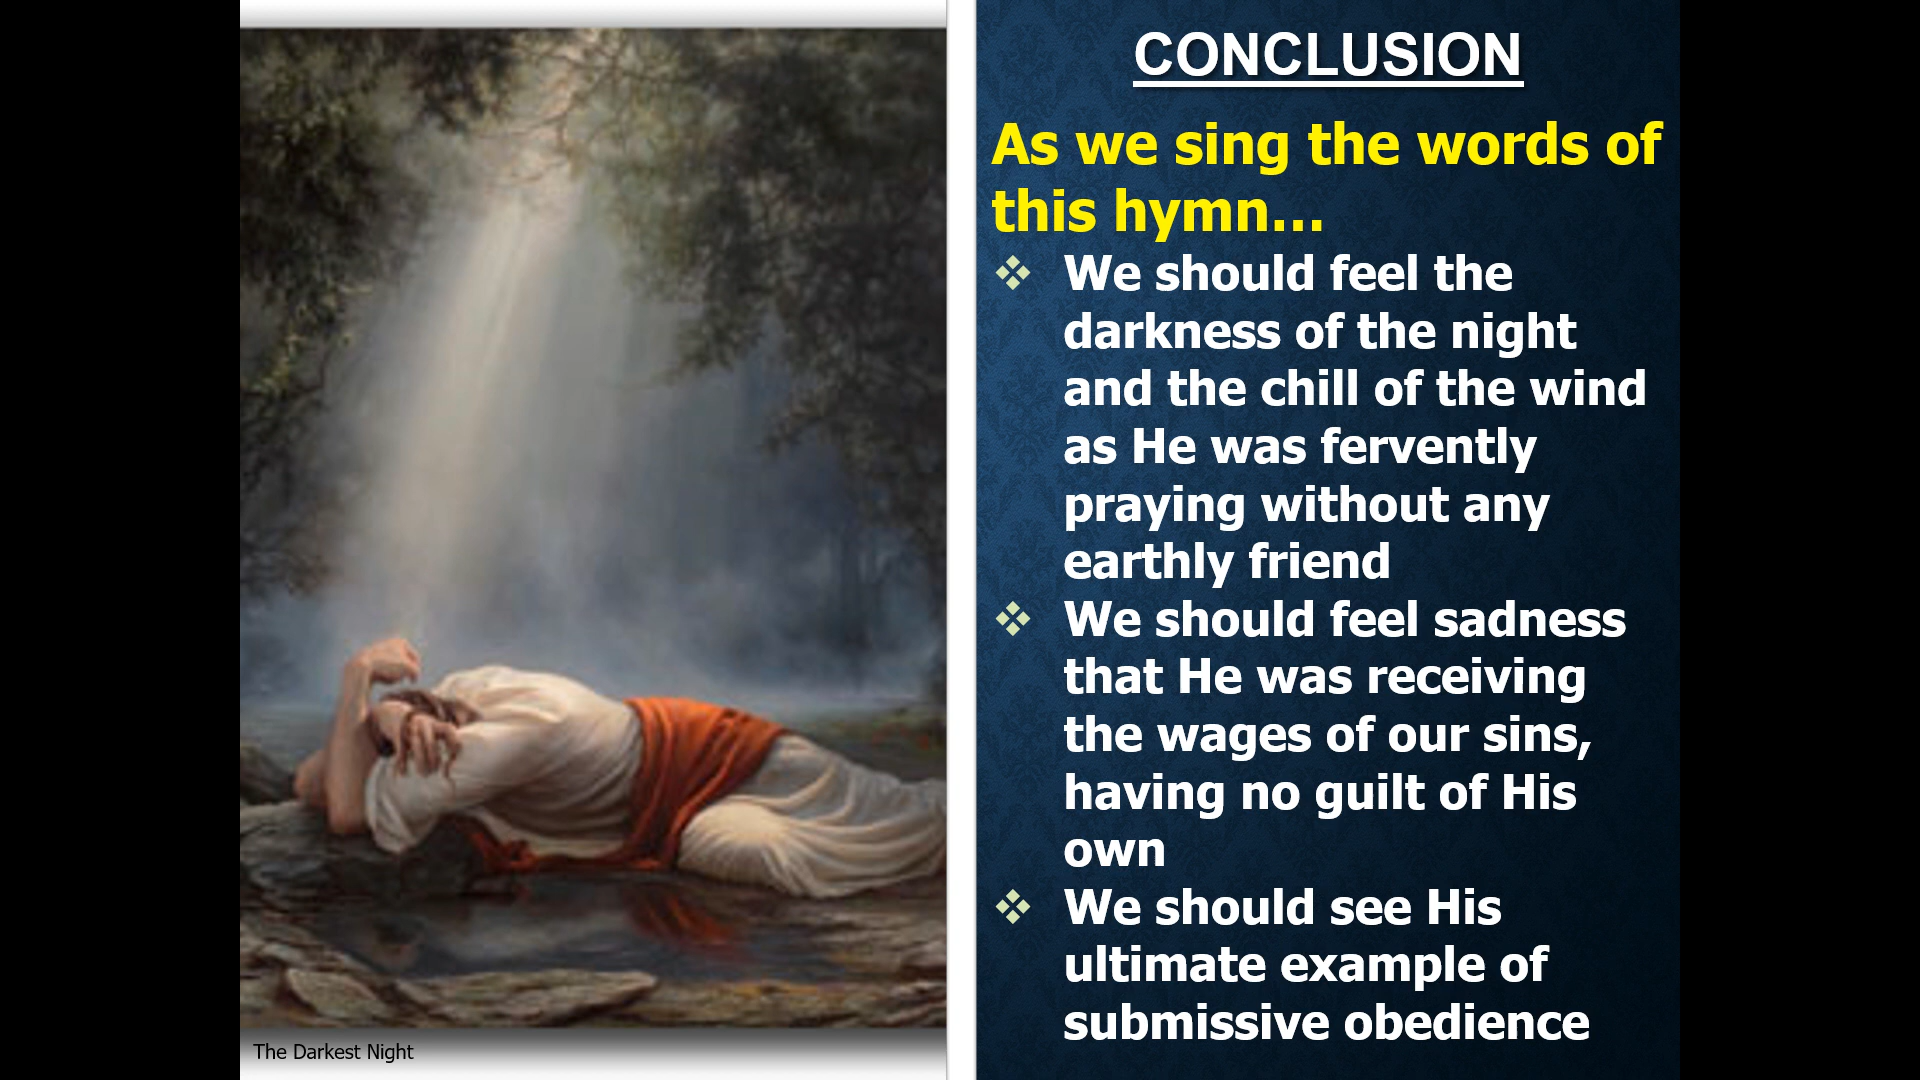 CONCLUSION
As we sing the words of
this hymn...
❖ We should feel the
darkness of the night
and the chill of the wind
as He was fervently
praying without any
earthly friend
❖ We should feel sadness
that He was receiving
the wages of our sins,
having no guilt of His
own
❖ We should see His
ultimate example of
submissive obedience
The Darkest Night